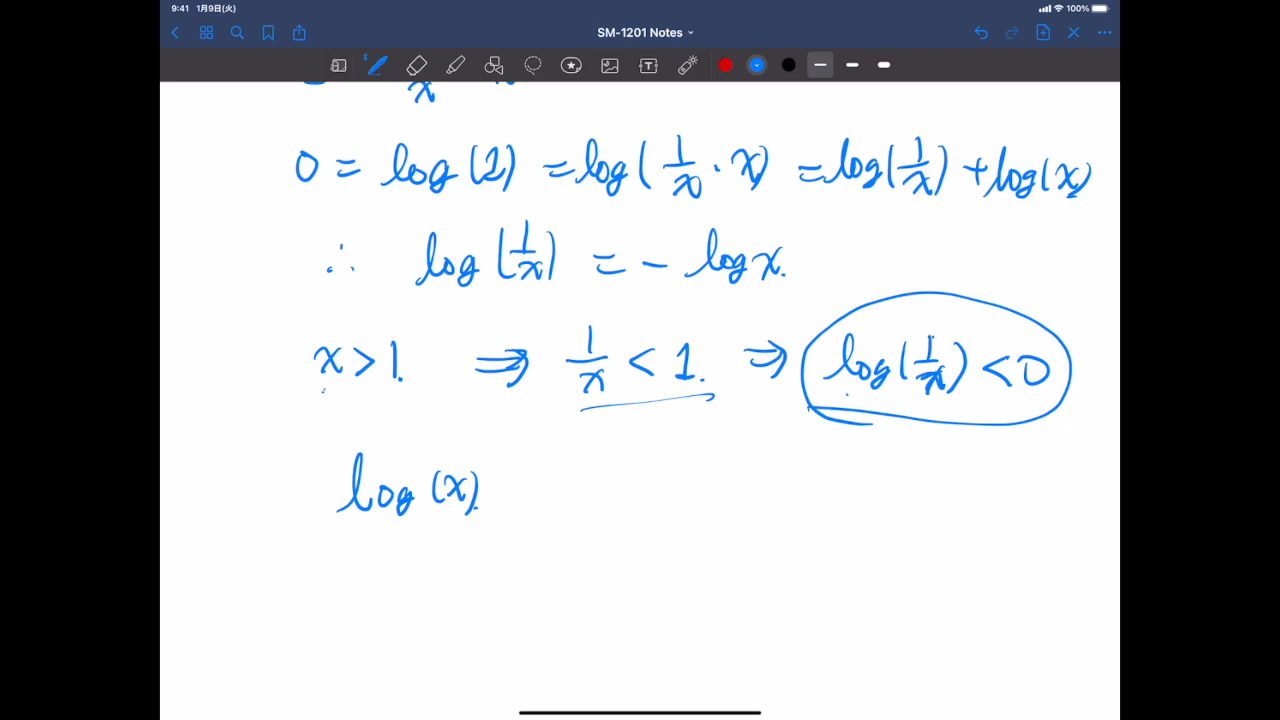 9:41 1月9日(火) 100%
SM-1201 Notes
x
0 = log(1) = log(1/x · x) = log(1/x) + log(x)
∴ log(1/x) = - log x.
x > 1. ⇒ 1/x < 1. ⇒ log(1/x) < 0
log(x).